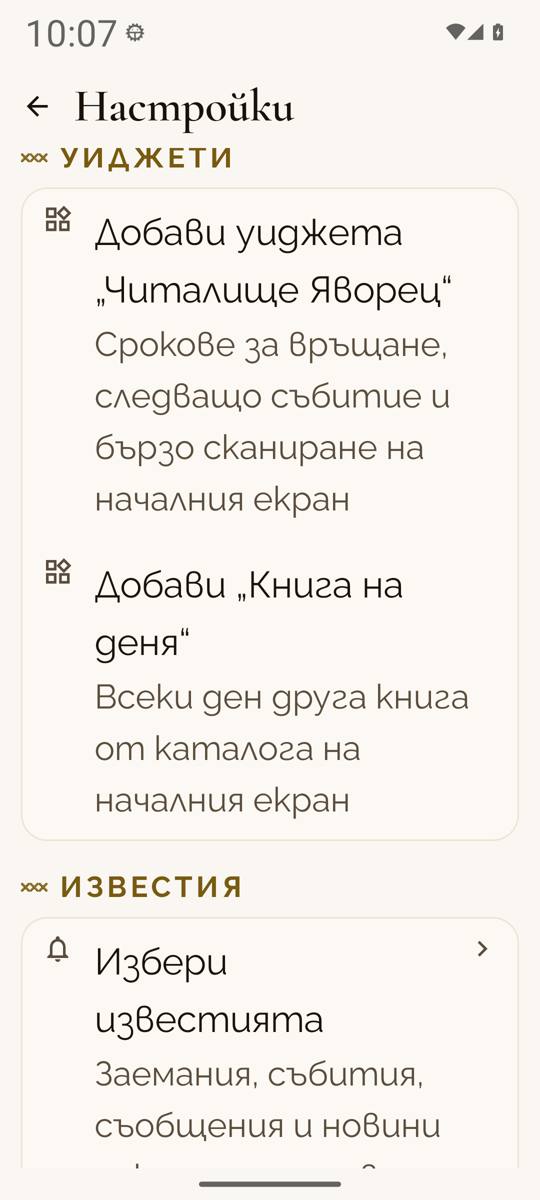 10:07
Настройки
УИДЖЕТИ
Добави уиджета
„Читалище Яворец“
Срокове за връщане,
следващо събитие и
бързо сканиране на
началния екран
Добави „Книга на
деня“
Всеки ден друга книга
от каталога на
началния екран
ИЗВЕСТИЯ
Избери
известията
Заемания, събития,
съобщения и новини